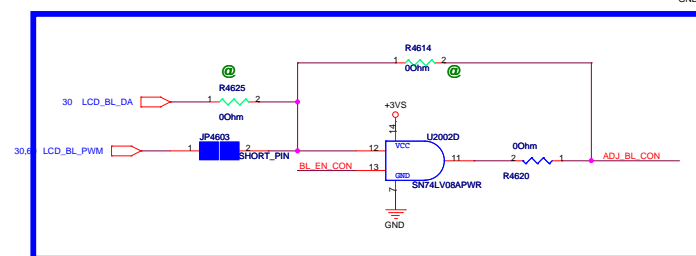 GND
R4614
1 2
@ 0Ohm @
R4625
30 LCD_BL_DA 1 2
0Ohm
+3VS
14
JP4603 U2002D
30,6 LCD_BL_PWM 1 2 12 VCC 0Ohm
SHORT_PIN 11 2 1 ADJ_BL_CON
BL_EN_CON 13 GND R4620
SN74LV08APWR
7
GND